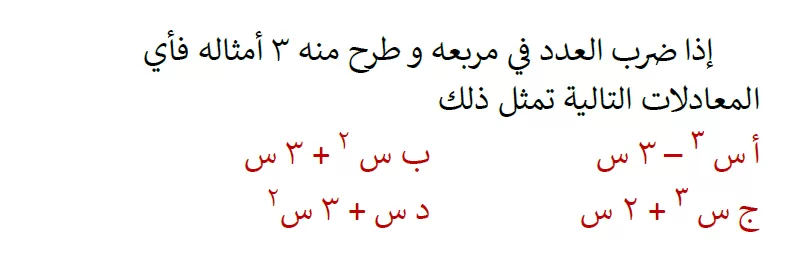 إذا ضرب العدد في مربعه و طرح منه ٣ أمثاله فأي
المعادلات التالية تمثل ذلك
أ س ٣ – ٣ س ب س ٢ + ٣ س
ج س ٣ + ٢ س د س + ٣ س٢